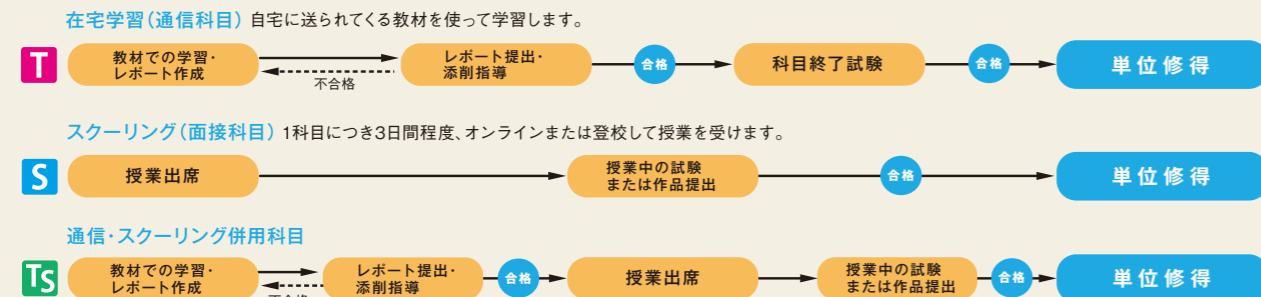 在宅学習(通信科目) 自宅に送られてくる教材を使って学習します。
T
教材での学習・
レポート作成
不合格
レポート提出・
添削指導
合格
科目終了試験
合格
単位修得
スクーリング(面接科目) 1科目につき3日間程度、オンラインまたは登校して授業を受けます。
S
授業出席
授業中の試験
または作品提出
合格
単位修得
通信・スクーリング併用科目
TS
教材での学習・
レポート作成
不合格
レポート提出・
添削指導
合格
授業出席
授業中の試験
または作品提出
合格
単位修得